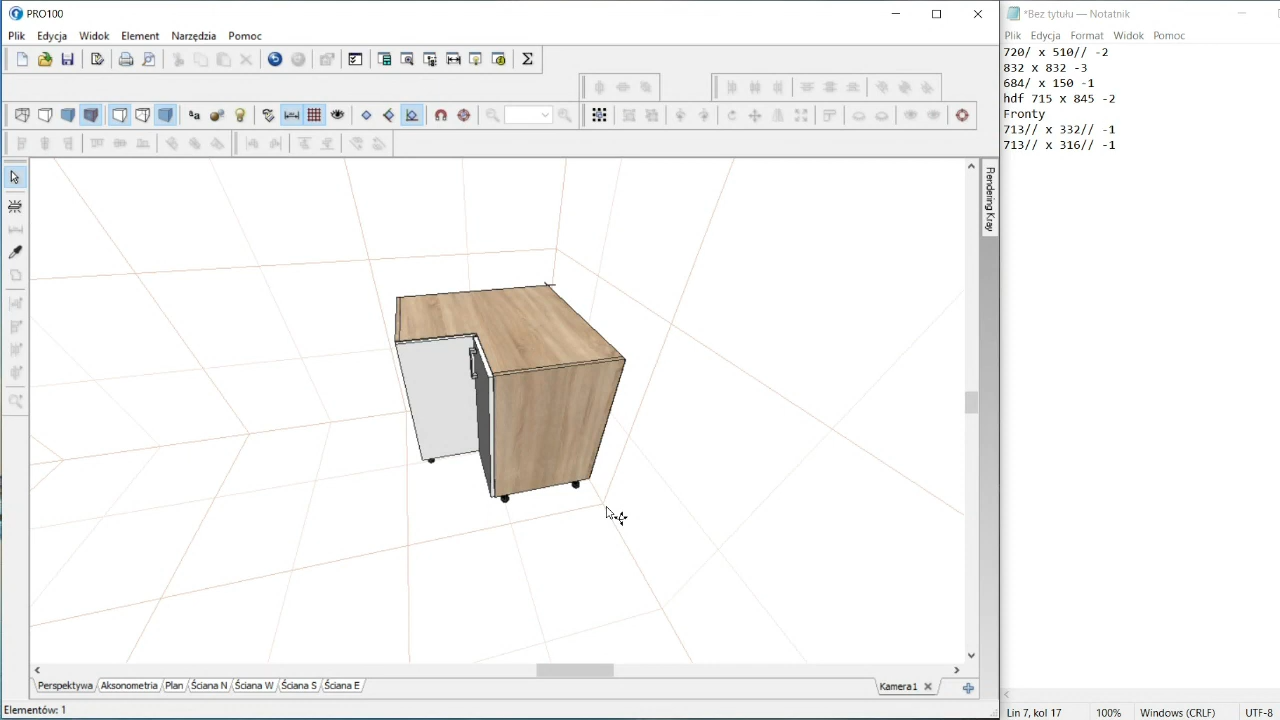 PRO100
Plik Edycja Widok Element Narzędzia Pomoc
Rendering Kray
Perspektywa Aksonometria Plan Ściana N Ściana W Ściana S Ściana E
Kamera1
Elementów: 1
*Bez tytułu — Notatnik
Plik Edycja Format Widok Pomoc
720/ x 510// -2
832 x 832 -3
684/ x 150 -1
hdf 715 x 845 -2
Fronty
713// x 332// -1
713// x 316// -1
Lin 7, kol 17 100% Windows (CRLF) UTF-8